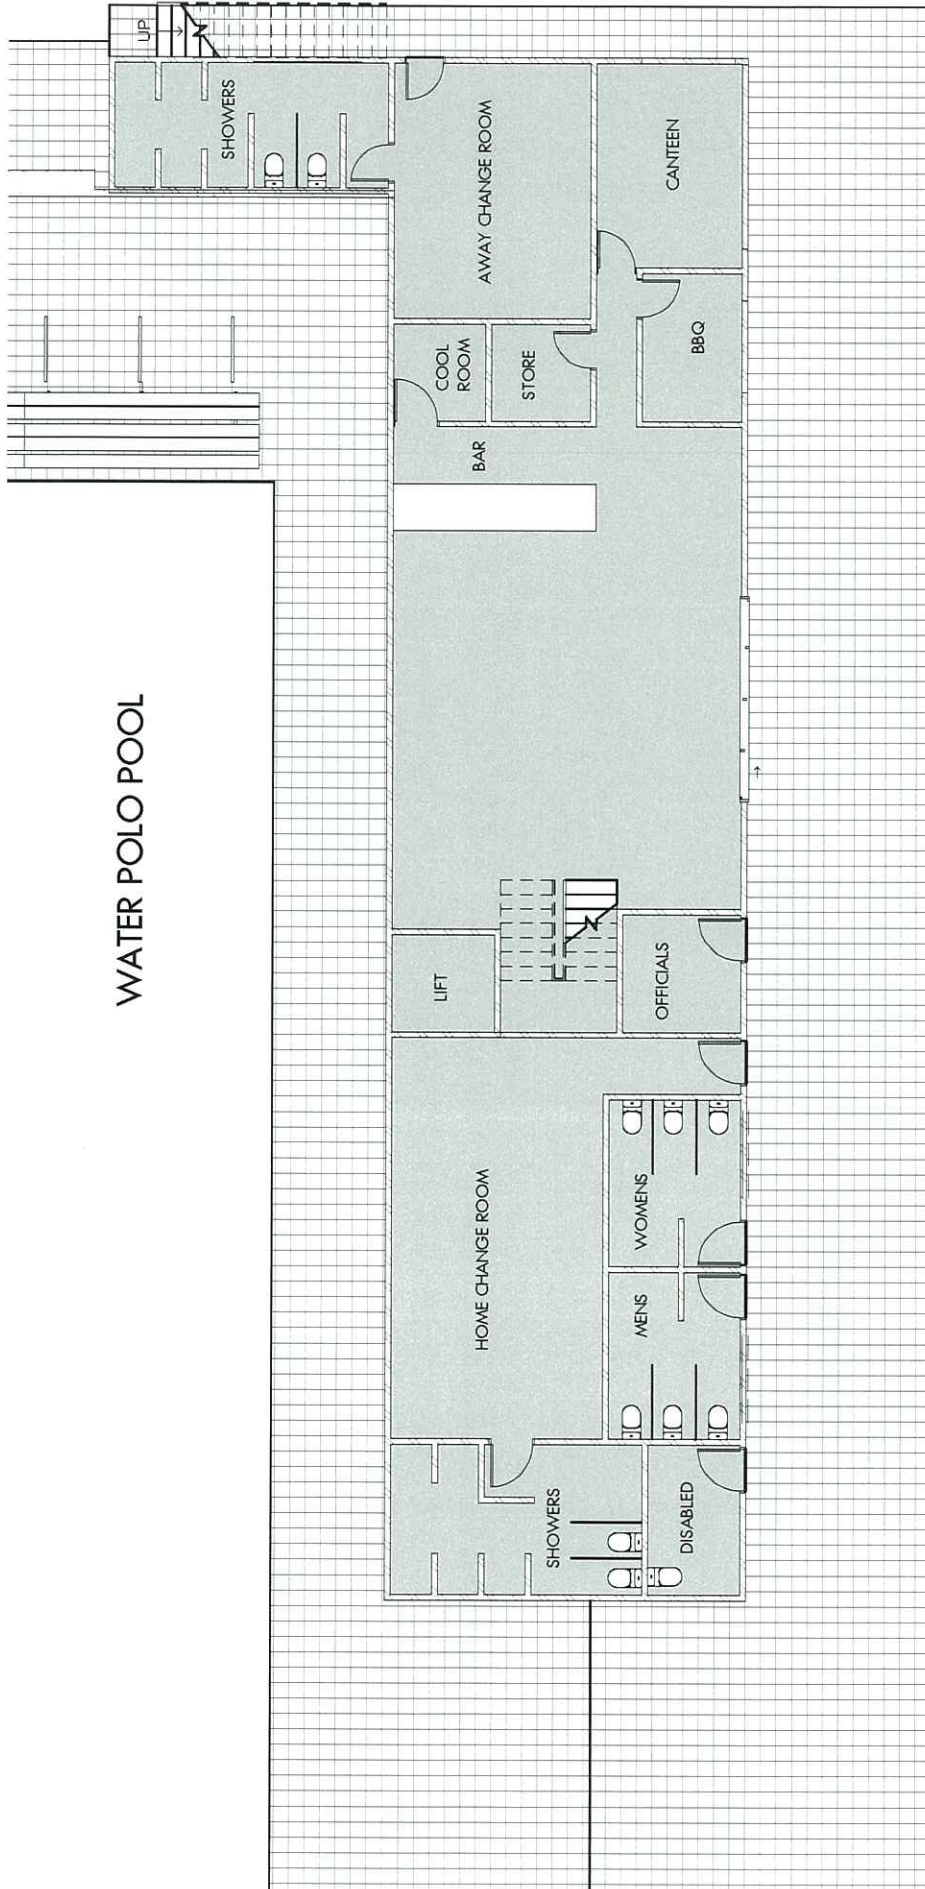 WATER POLO POOL
UP
SHOWERS
AWAY CHANGE ROOM
CANTEEN
COOL
ROOM
STORE
BBQ
BAR
LIFT
OFFICIALS
HOME CHANGE ROOM
WOMENS
MENS
SHOWERS
DISABLED